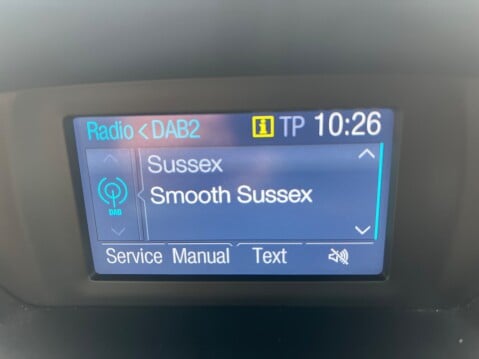 Radio < DAB2 i TP 10:26
Sussex
Smooth Sussex
DAB
Service Manual Text